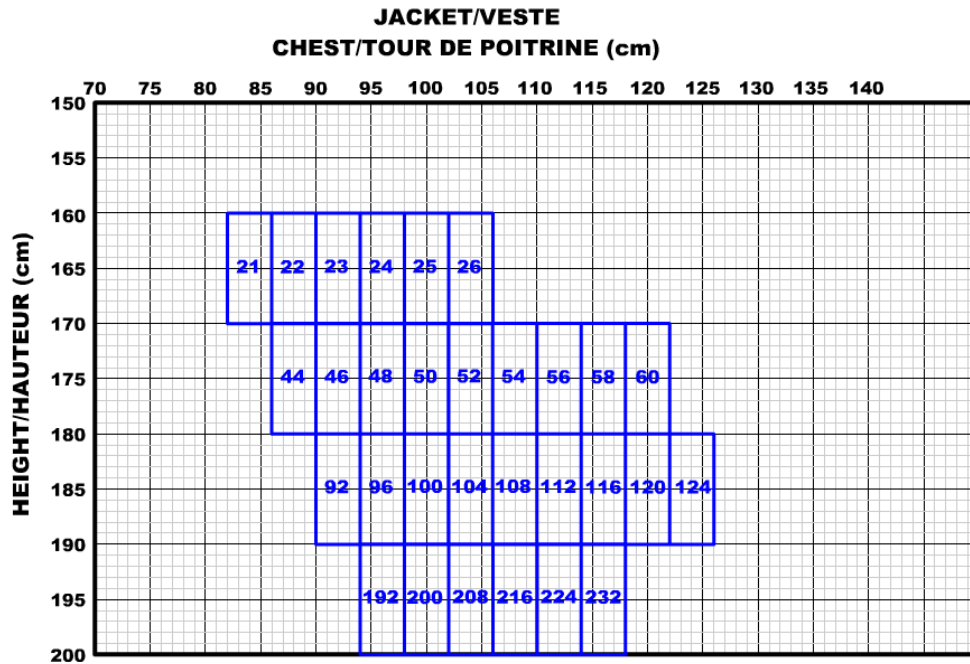 JACKET/VESTE
CHEST/TOUR DE POITRINE (cm)
70 75 80 85 90 95 100 105 110 115 120 125 135 140
HEIGHT/HAUTEUR (cm)
150
155
160
165 21 22 23 24 25 26
170
175 44 46 48 50 52 54 56 58 60
180
185 92 96 100 104 108 112 116 120 124
190
195 192 200 208 216 224 232
200